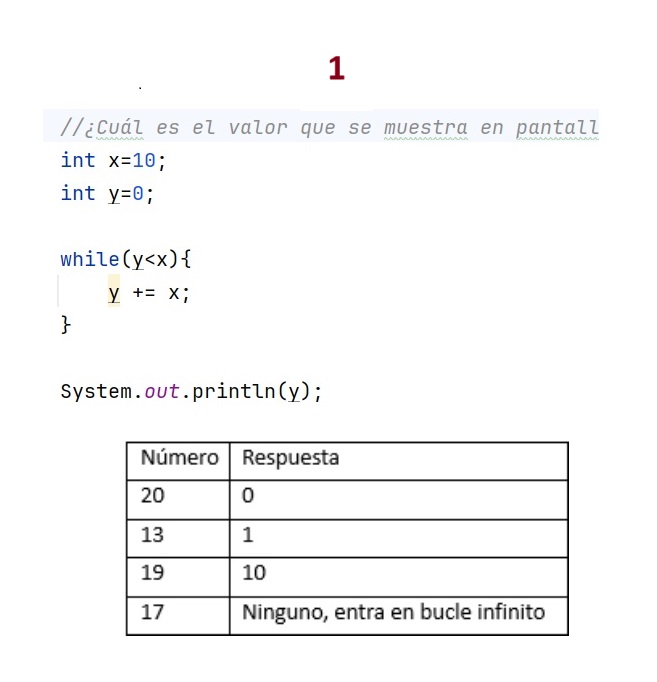 1
//¿Cuál es el valor que se muestra en pantall
int x=10;
int y=0;
while(y<x){
y += x;
}
System.out.println(y);
Número Respuesta
20 0
13 1
19 10
17 Ninguno, entra en bucle infinito